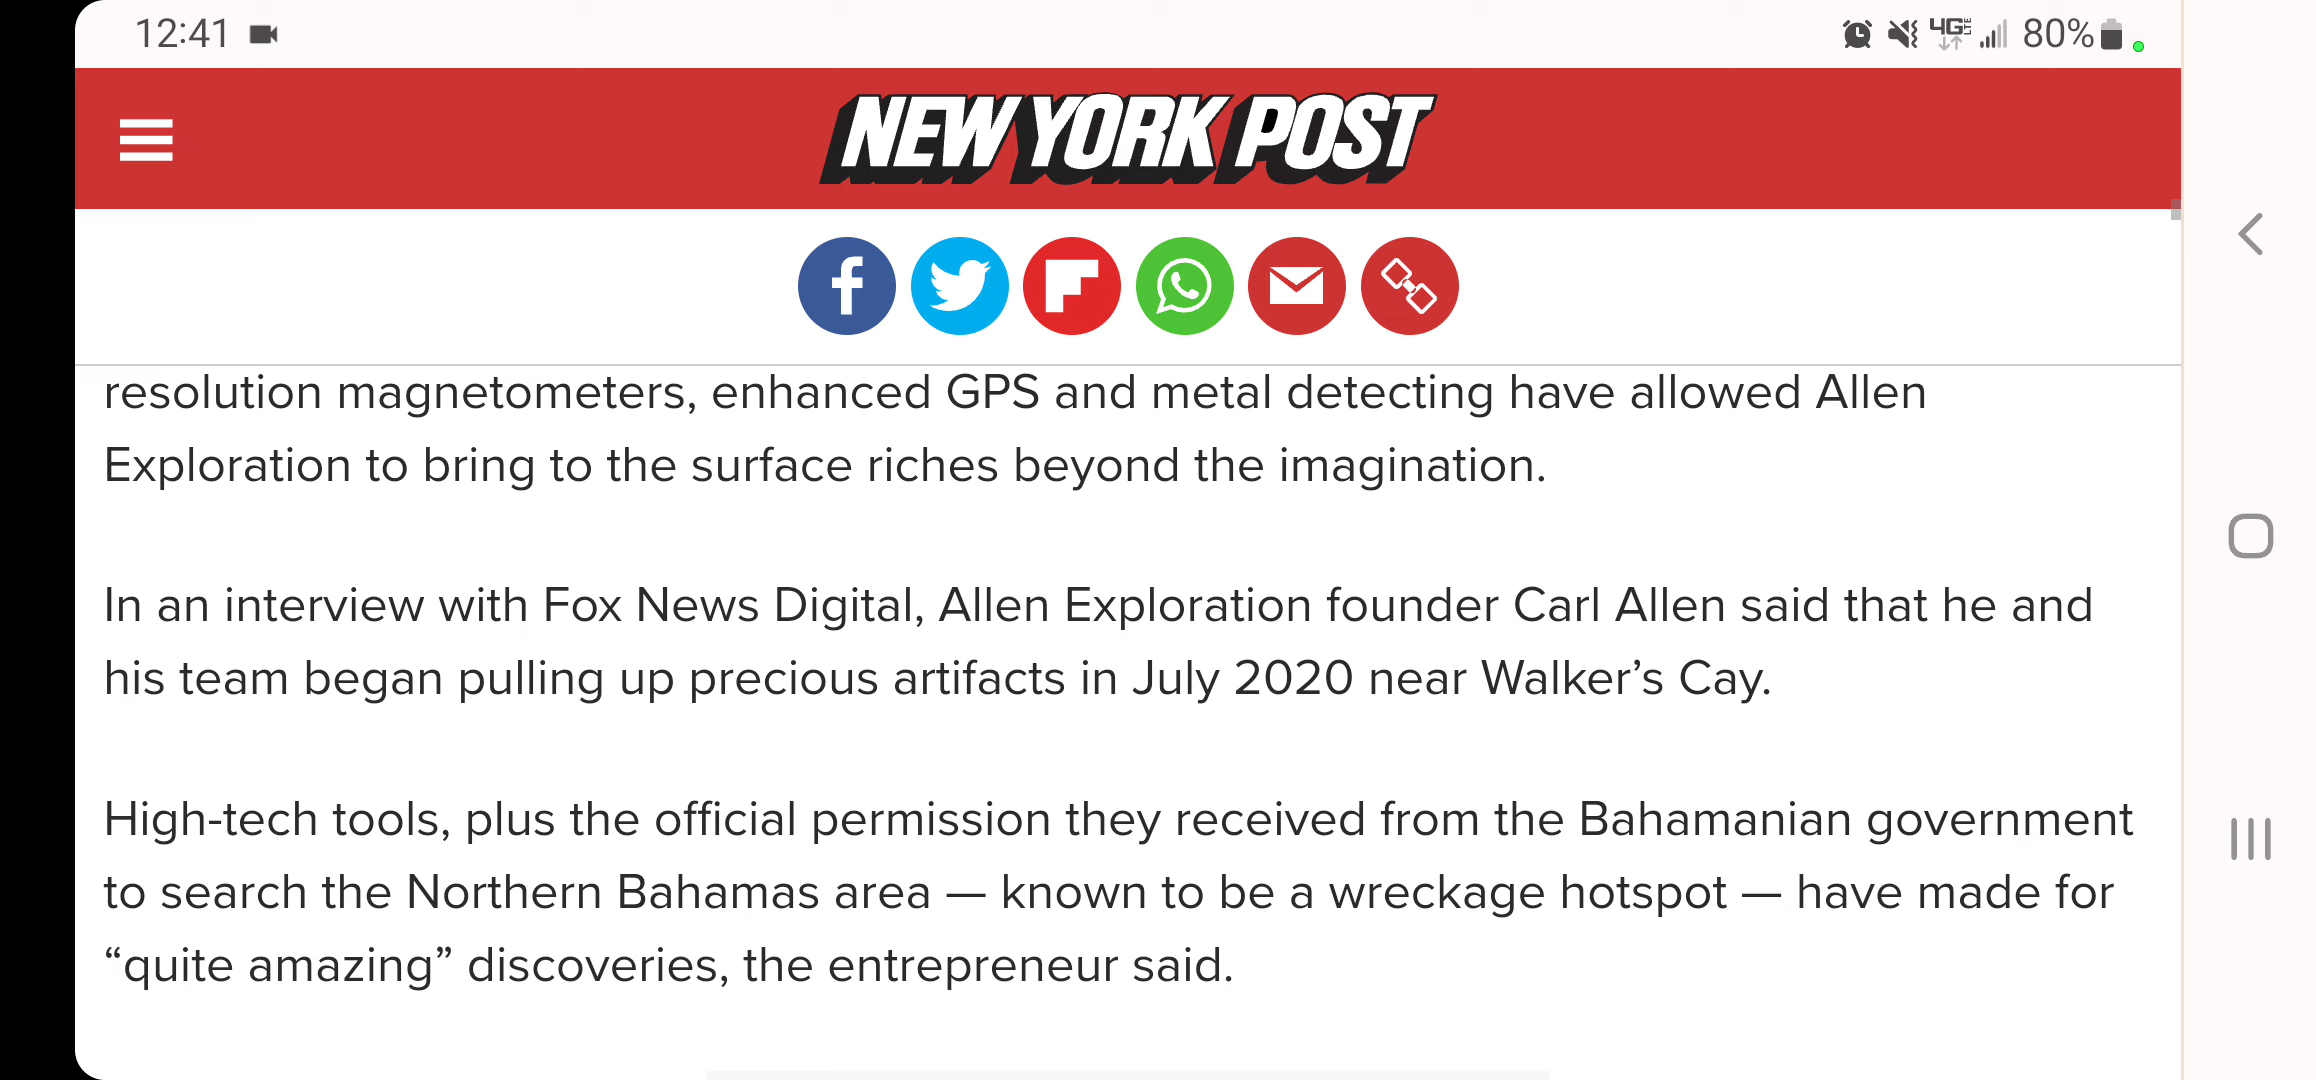 12:41
4G LTE 80%
NEW YORK POST
resolution magnetometers, enhanced GPS and metal detecting have allowed Allen
Exploration to bring to the surface riches beyond the imagination.
In an interview with Fox News Digital, Allen Exploration founder Carl Allen said that he and
his team began pulling up precious artifacts in July 2020 near Walker’s Cay.
High-tech tools, plus the official permission they received from the Bahamanian government
to search the Northern Bahamas area — known to be a wreckage hotspot — have made for
“quite amazing” discoveries, the entrepreneur said.